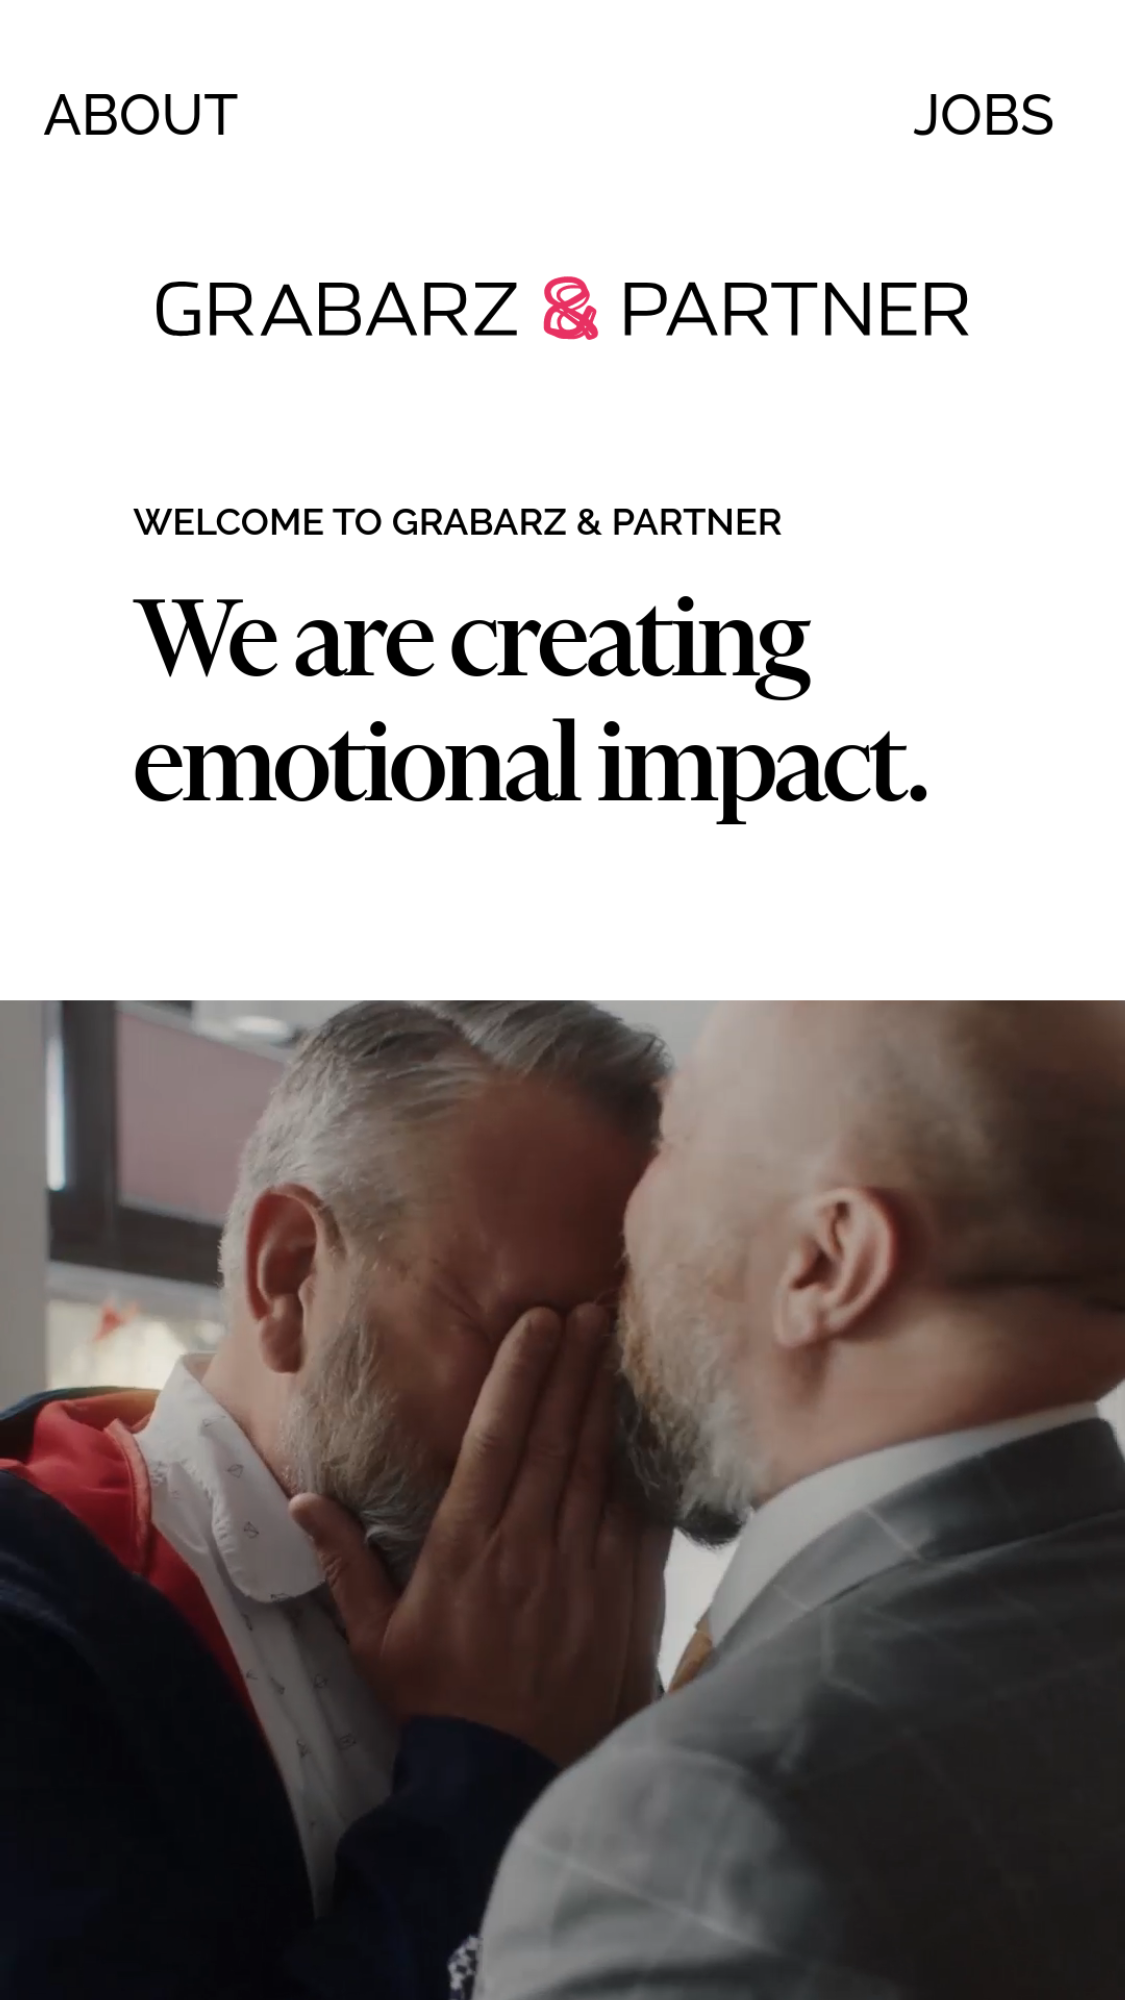 ABOUT
JOBS
GRABARZ & PARTNER
WELCOME TO GRABARZ & PARTNER
We are creating
emotional impact.